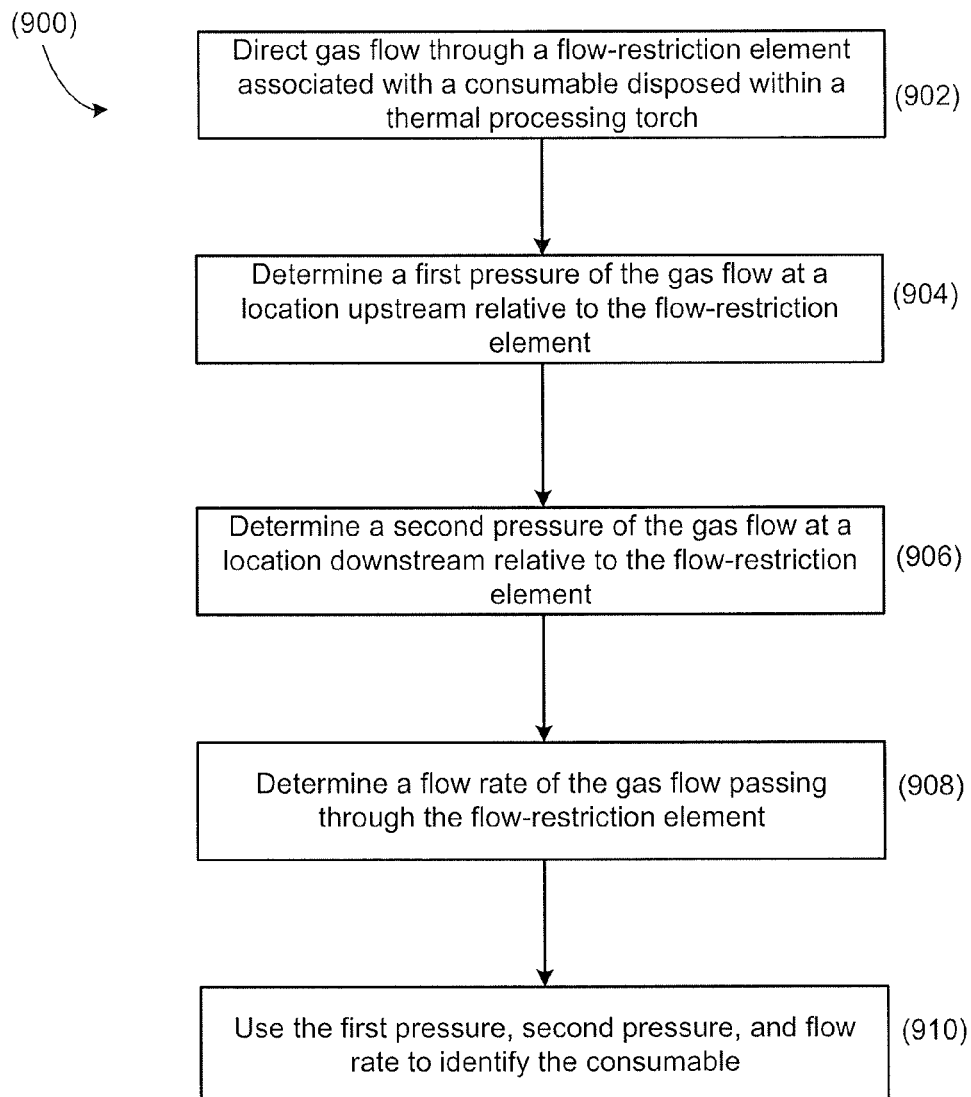 (900)
Direct gas flow through a flow-restriction element
associated with a consumable disposed within a
thermal processing torch
(902)
Determine a first pressure of the gas flow at a
location upstream relative to the flow-restriction
element
(904)
Determine a second pressure of the gas flow at a
location downstream relative to the flow-restriction
element
(906)
Determine a flow rate of the gas flow passing
through the flow-restriction element
(908)
Use the first pressure, second pressure, and flow
rate to identify the consumable
(910)